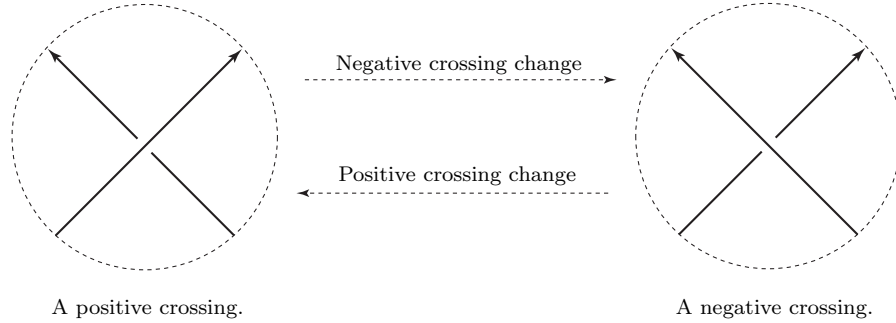 Negative crossing change
Positive crossing change
A positive crossing.
A negative crossing.